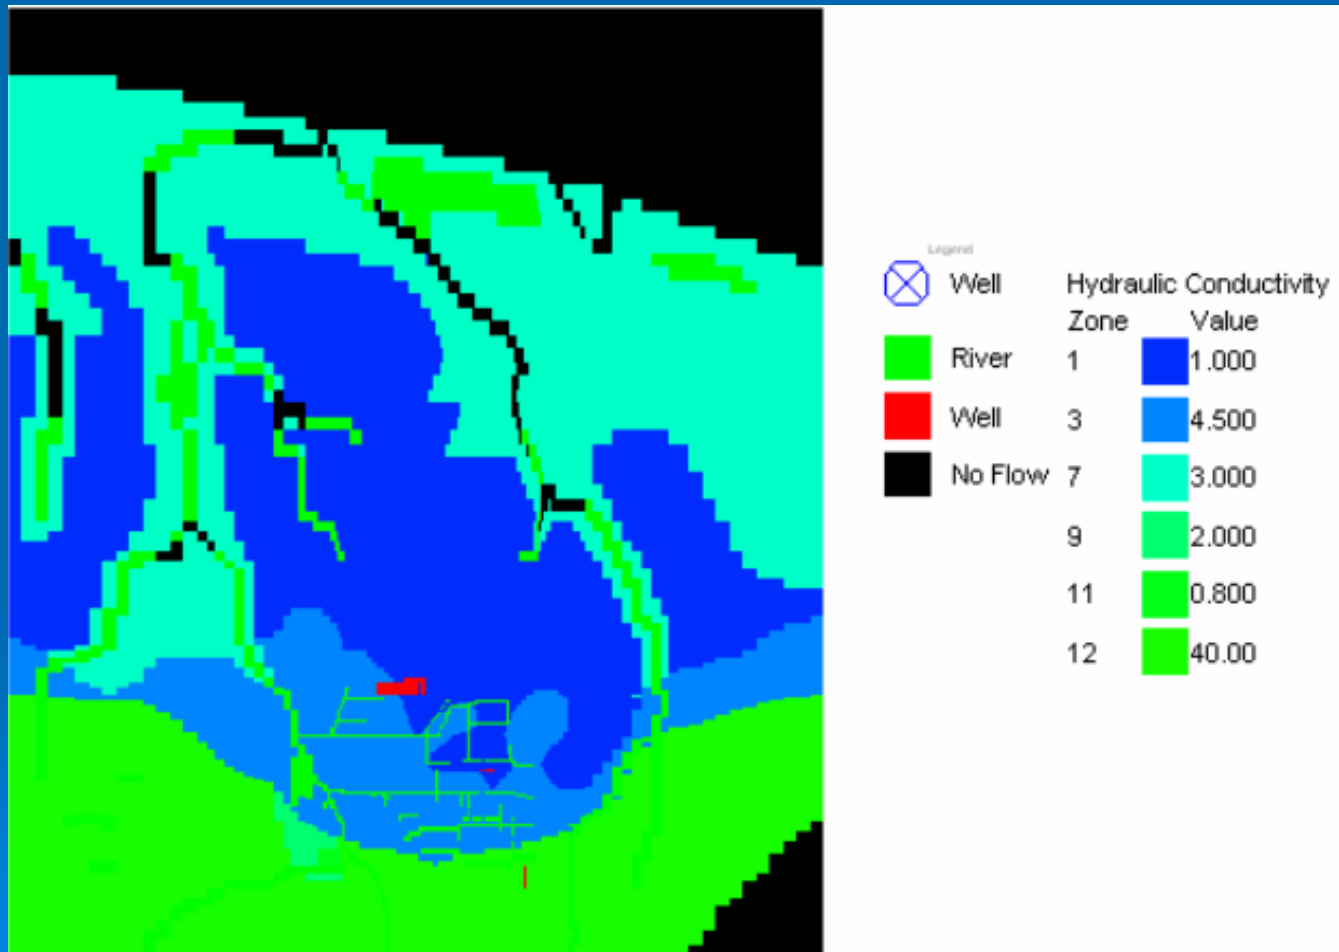 Legend
Well Hydraulic Conductivity
Zone Value
River 1 1.000
Well 3 4.500
No Flow 7 3.000
9 2.000
11 0.800
12 40.00